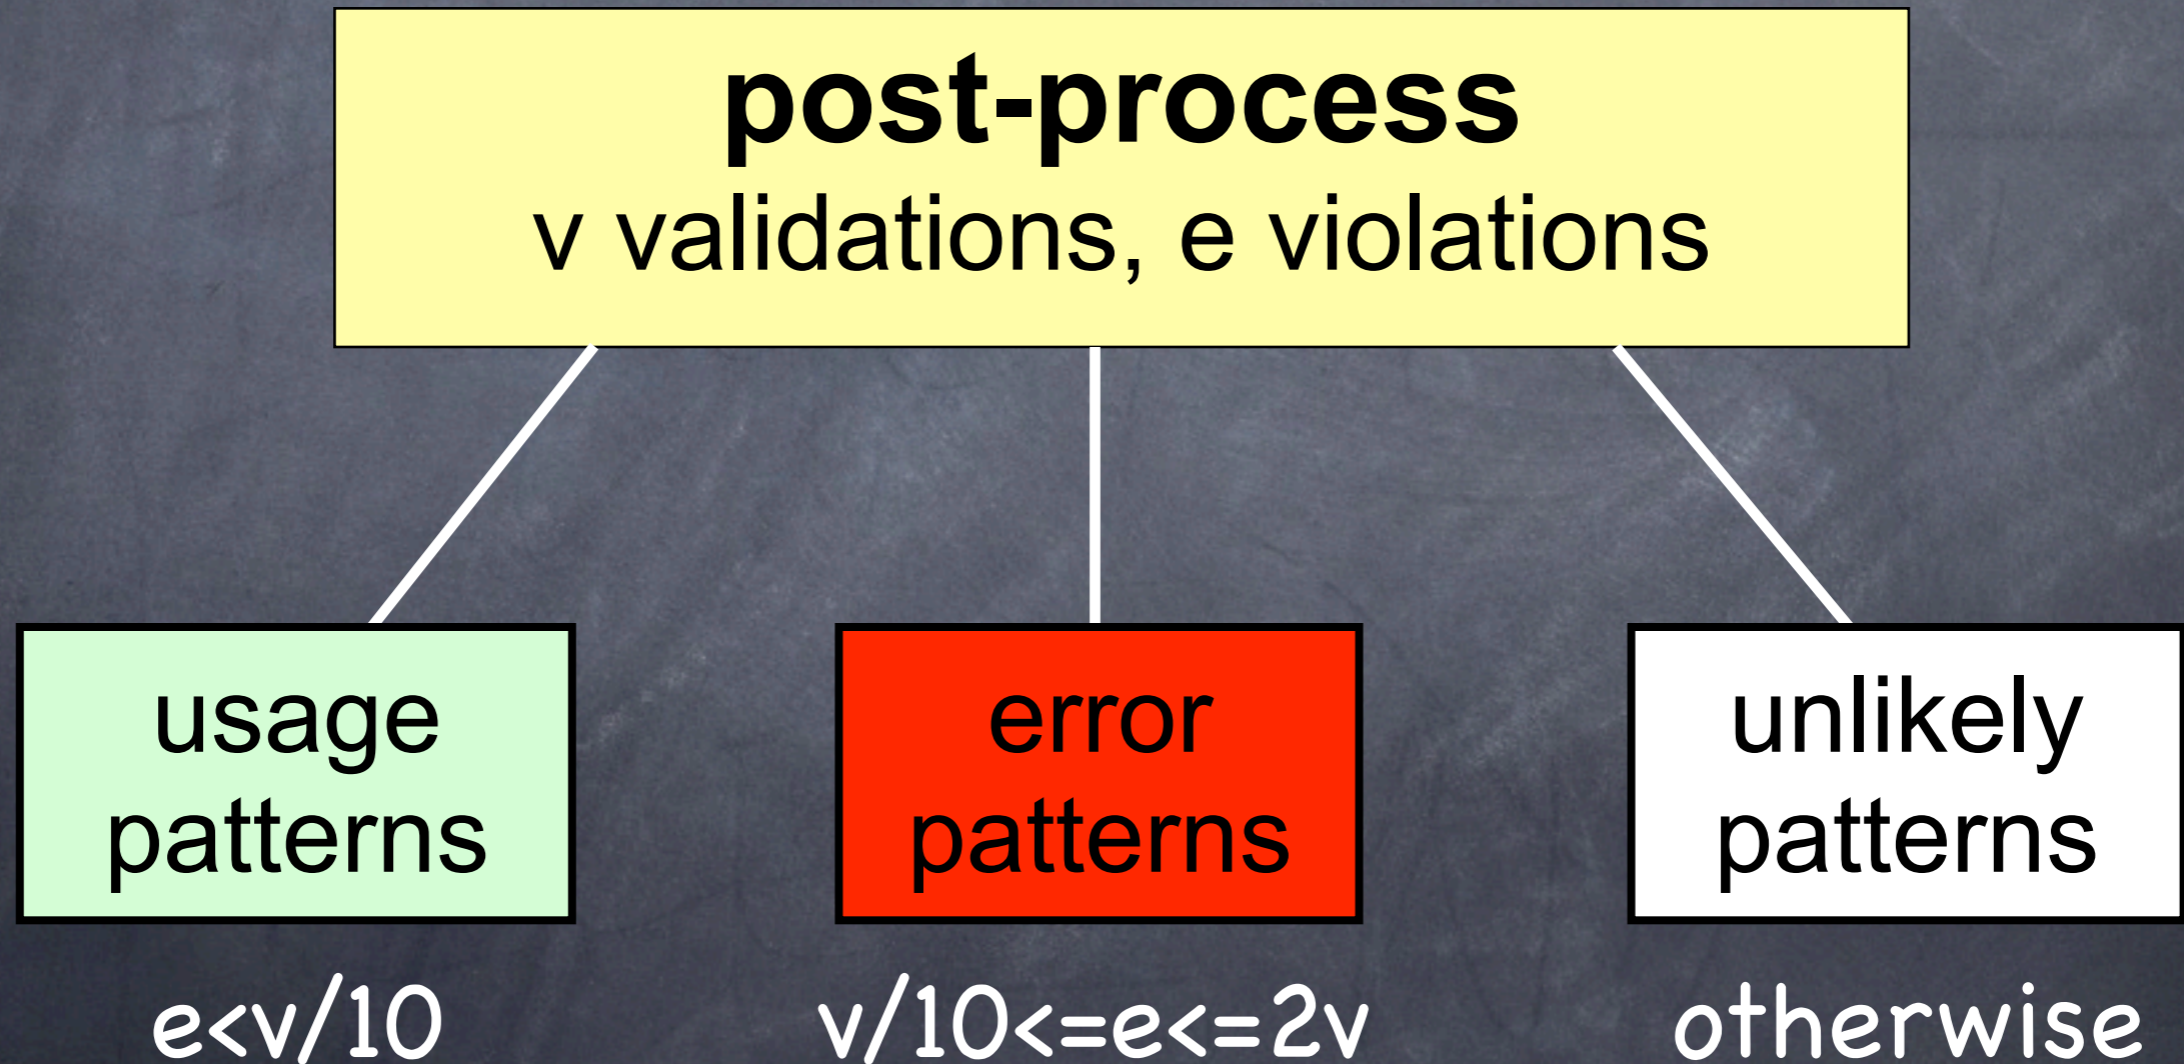 post-process
v validations, e violations
usage
patterns
error
patterns
unlikely
patterns
e<v/10
v/10<=e<=2v
otherwise